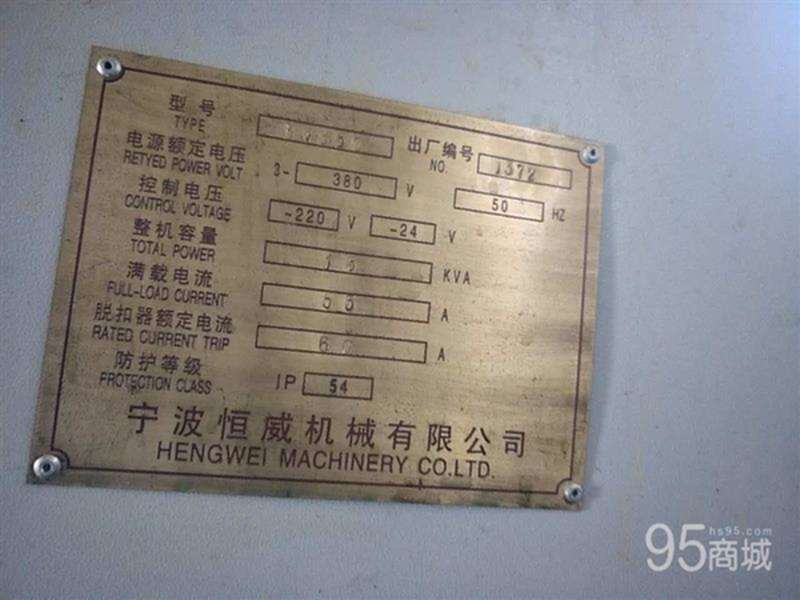 型号
TYPE
出厂编号
NO. 1372
电源额定电压
RETYED POWER VOLT 3- 380 V 50 HZ
控制电压
CONTROL VOLTAGE -220 V -24 V
整机容量
TOTAL POWER KVA
满载电流
FULL-LOAD CURRENT 53 A
脱扣器额定电流
RATED CURRENT TRIP A
防护等级
PROTECTION CLASS IP 54
宁波恒威机械有限公司
HENGWEI MACHINERY CO.LTD.
hs95.com
95商城